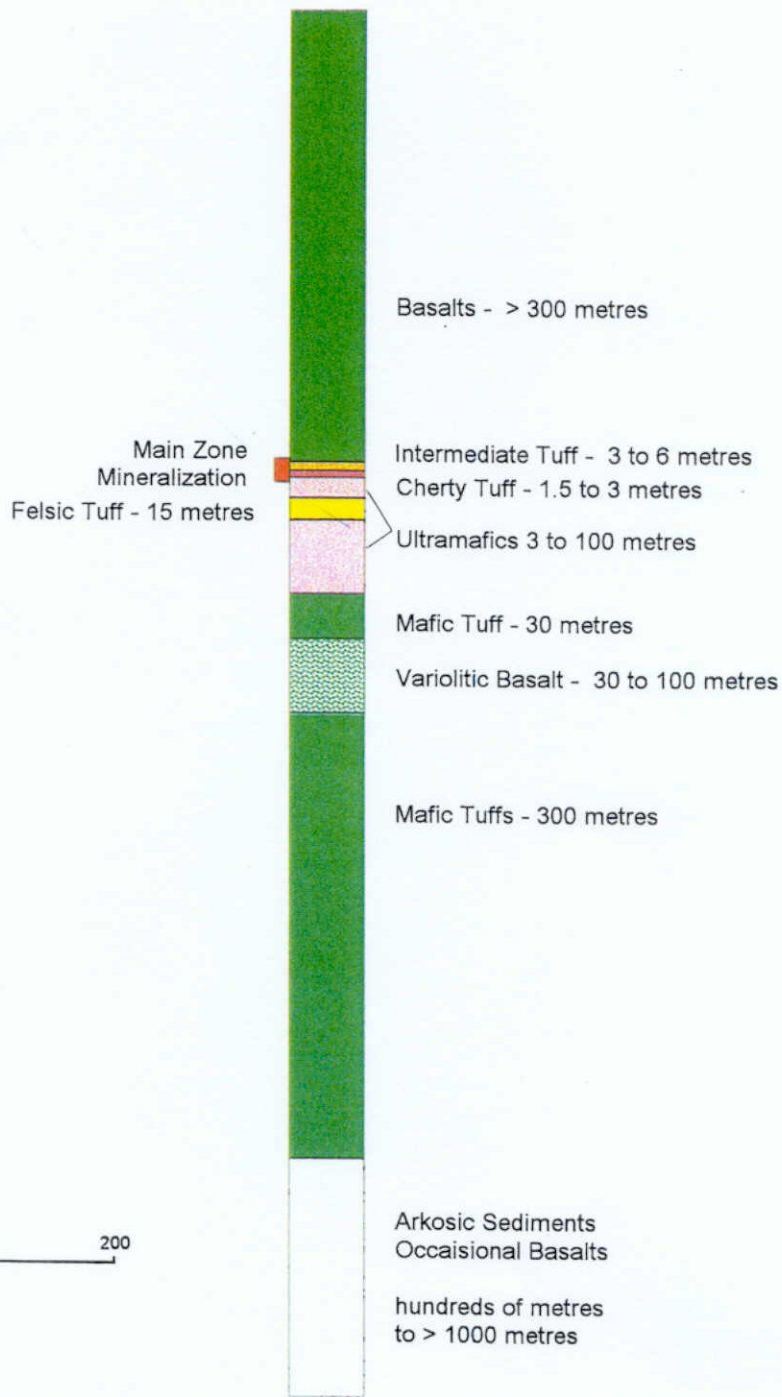 Basalts - > 300 metres
Main Zone
Mineralization
Intermediate Tuff - 3 to 6 metres
Cherty Tuff - 1.5 to 3 metres
Felsic Tuff - 15 metres
Ultramafics 3 to 100 metres
Mafic Tuff - 30 metres
Variolitic Basalt - 30 to 100 metres
Mafic Tuffs - 300 metres
200
Arkosic Sediments
Occaisional Basalts
hundreds of metres
to > 1000 metres